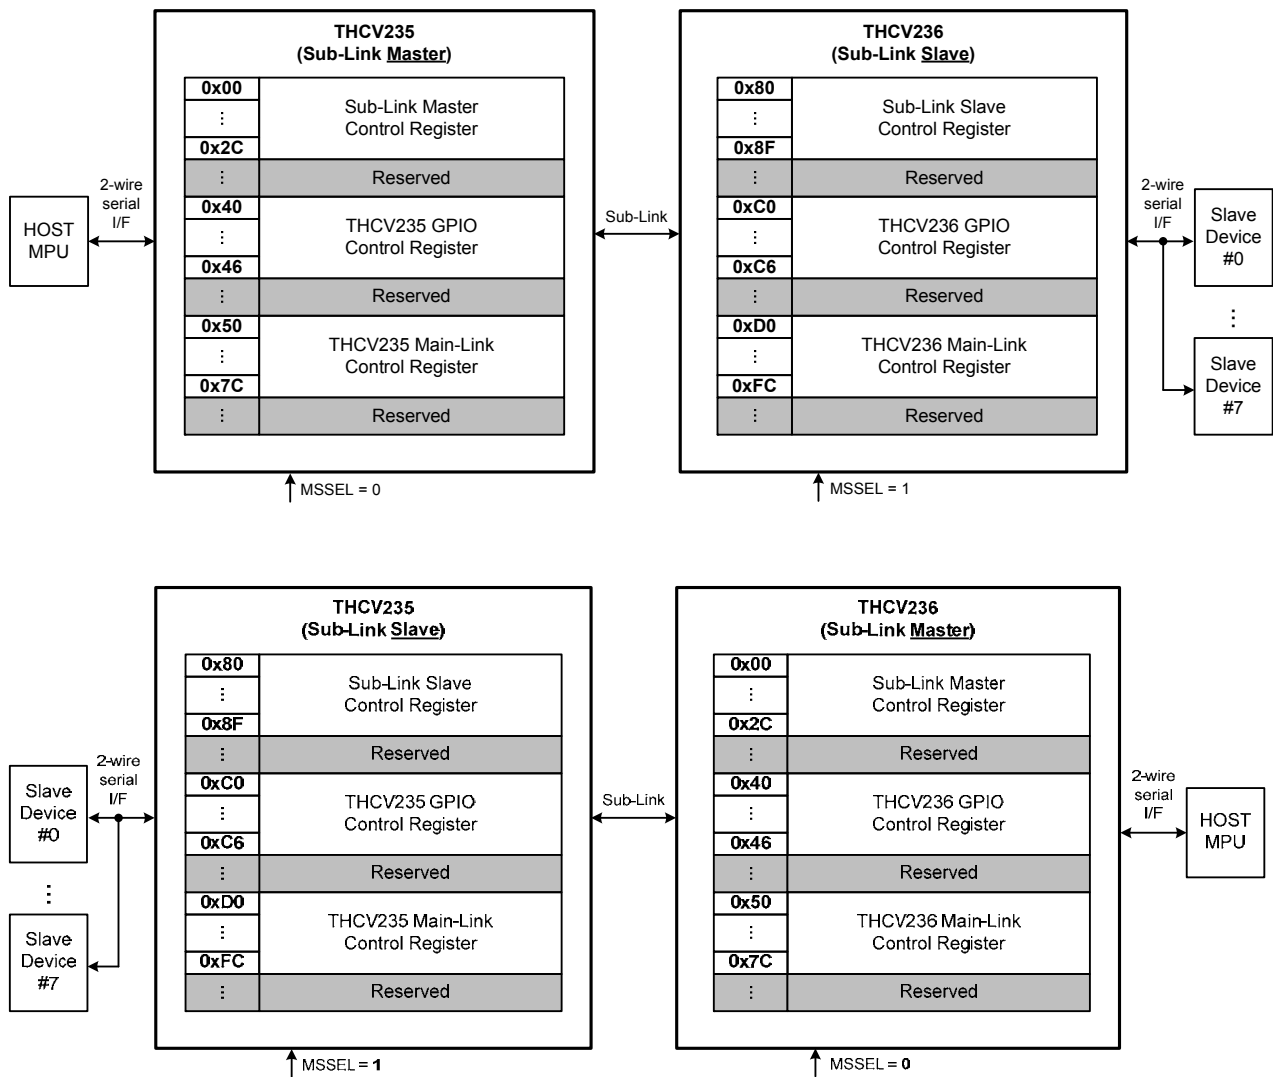 THCV235
(Sub-Link Master)
0x00
⋮
0x2C
Sub-Link Master
Control Register
⋮
Reserved
0x40
⋮
0x46
THCV235 GPIO
Control Register
⋮
Reserved
0x50
⋮
0x7C
THCV235 Main-Link
Control Register
⋮
Reserved
MSSEL = 0
HOST
MPU
2-wire
serial
I/F
Sub-Link
THCV236
(Sub-Link Slave)
0x80
⋮
0x8F
Sub-Link Slave
Control Register
⋮
Reserved
0xC0
⋮
0xC6
THCV236 GPIO
Control Register
⋮
Reserved
0xD0
⋮
0xFC
THCV236 Main-Link
Control Register
⋮
Reserved
MSSEL = 1
2-wire
serial
I/F
Slave
Device
#0
⋮
Slave
Device
#7
THCV235
(Sub-Link Slave)
0x80
⋮
0x8F
Sub-Link Slave
Control Register
⋮
Reserved
0xC0
⋮
0xC6
THCV235 GPIO
Control Register
⋮
Reserved
0xD0
⋮
0xFC
THCV235 Main-Link
Control Register
⋮
Reserved
MSSEL = 1
2-wire
serial
I/F
Slave
Device
#0
⋮
Slave
Device
#7
Sub-Link
THCV236
(Sub-Link Master)
0x00
⋮
0x2C
Sub-Link Master
Control Register
⋮
Reserved
0x40
⋮
0x46
THCV236 GPIO
Control Register
⋮
Reserved
0x50
⋮
0x7C
THCV236 Main-Link
Control Register
⋮
Reserved
MSSEL = 0
2-wire
serial
I/F
HOST
MPU